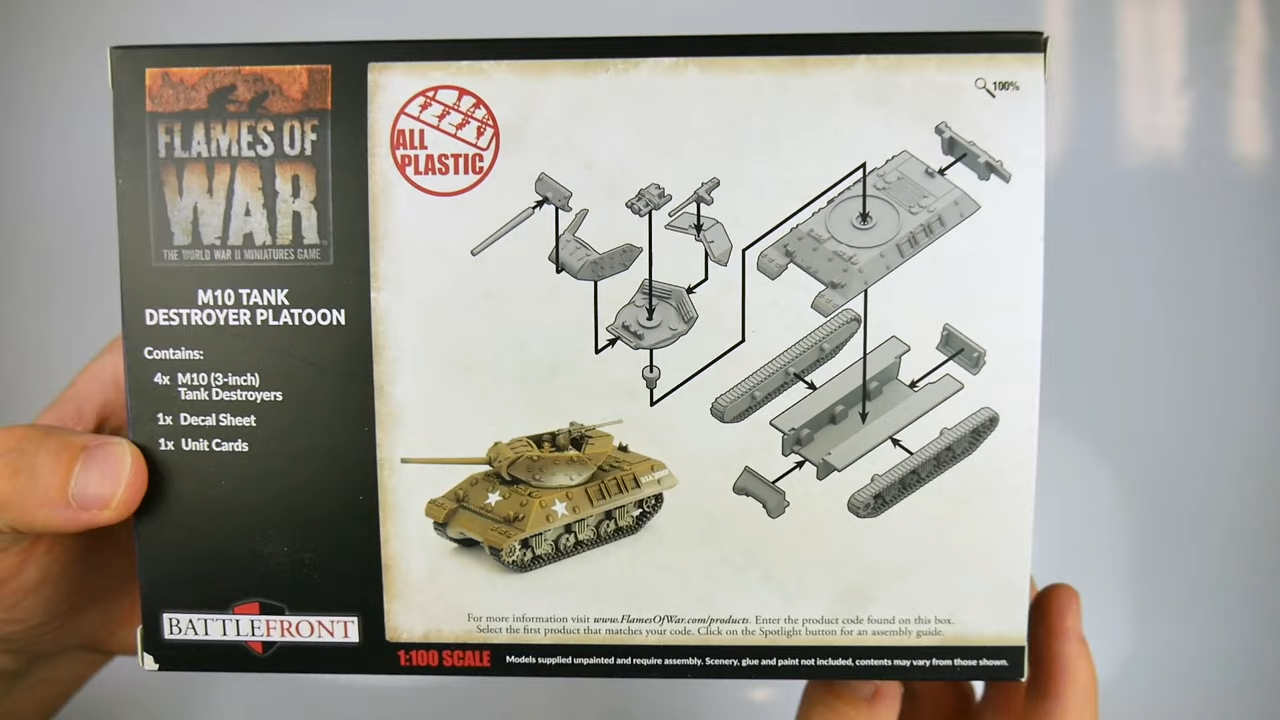 FLAMES OF
WAR
THE WORLD WAR II MINIATURES GAME
M10 TANK
DESTROYER PLATOON
Contains:
4x M10 (3-inch)
Tank Destroyers
1x Decal Sheet
1x Unit Cards
BATTLEFRONT
ALL
PLASTIC
100%
For more information visit www.FlamesOfWar.com/products. Enter the product code found on this box.
Select the first product that matches your code. Click on the Spotlight button for an assembly guide.
1:100 SCALE
Models supplied unpainted and require assembly. Scenery, glue and paint not included, contents may vary from those shown.